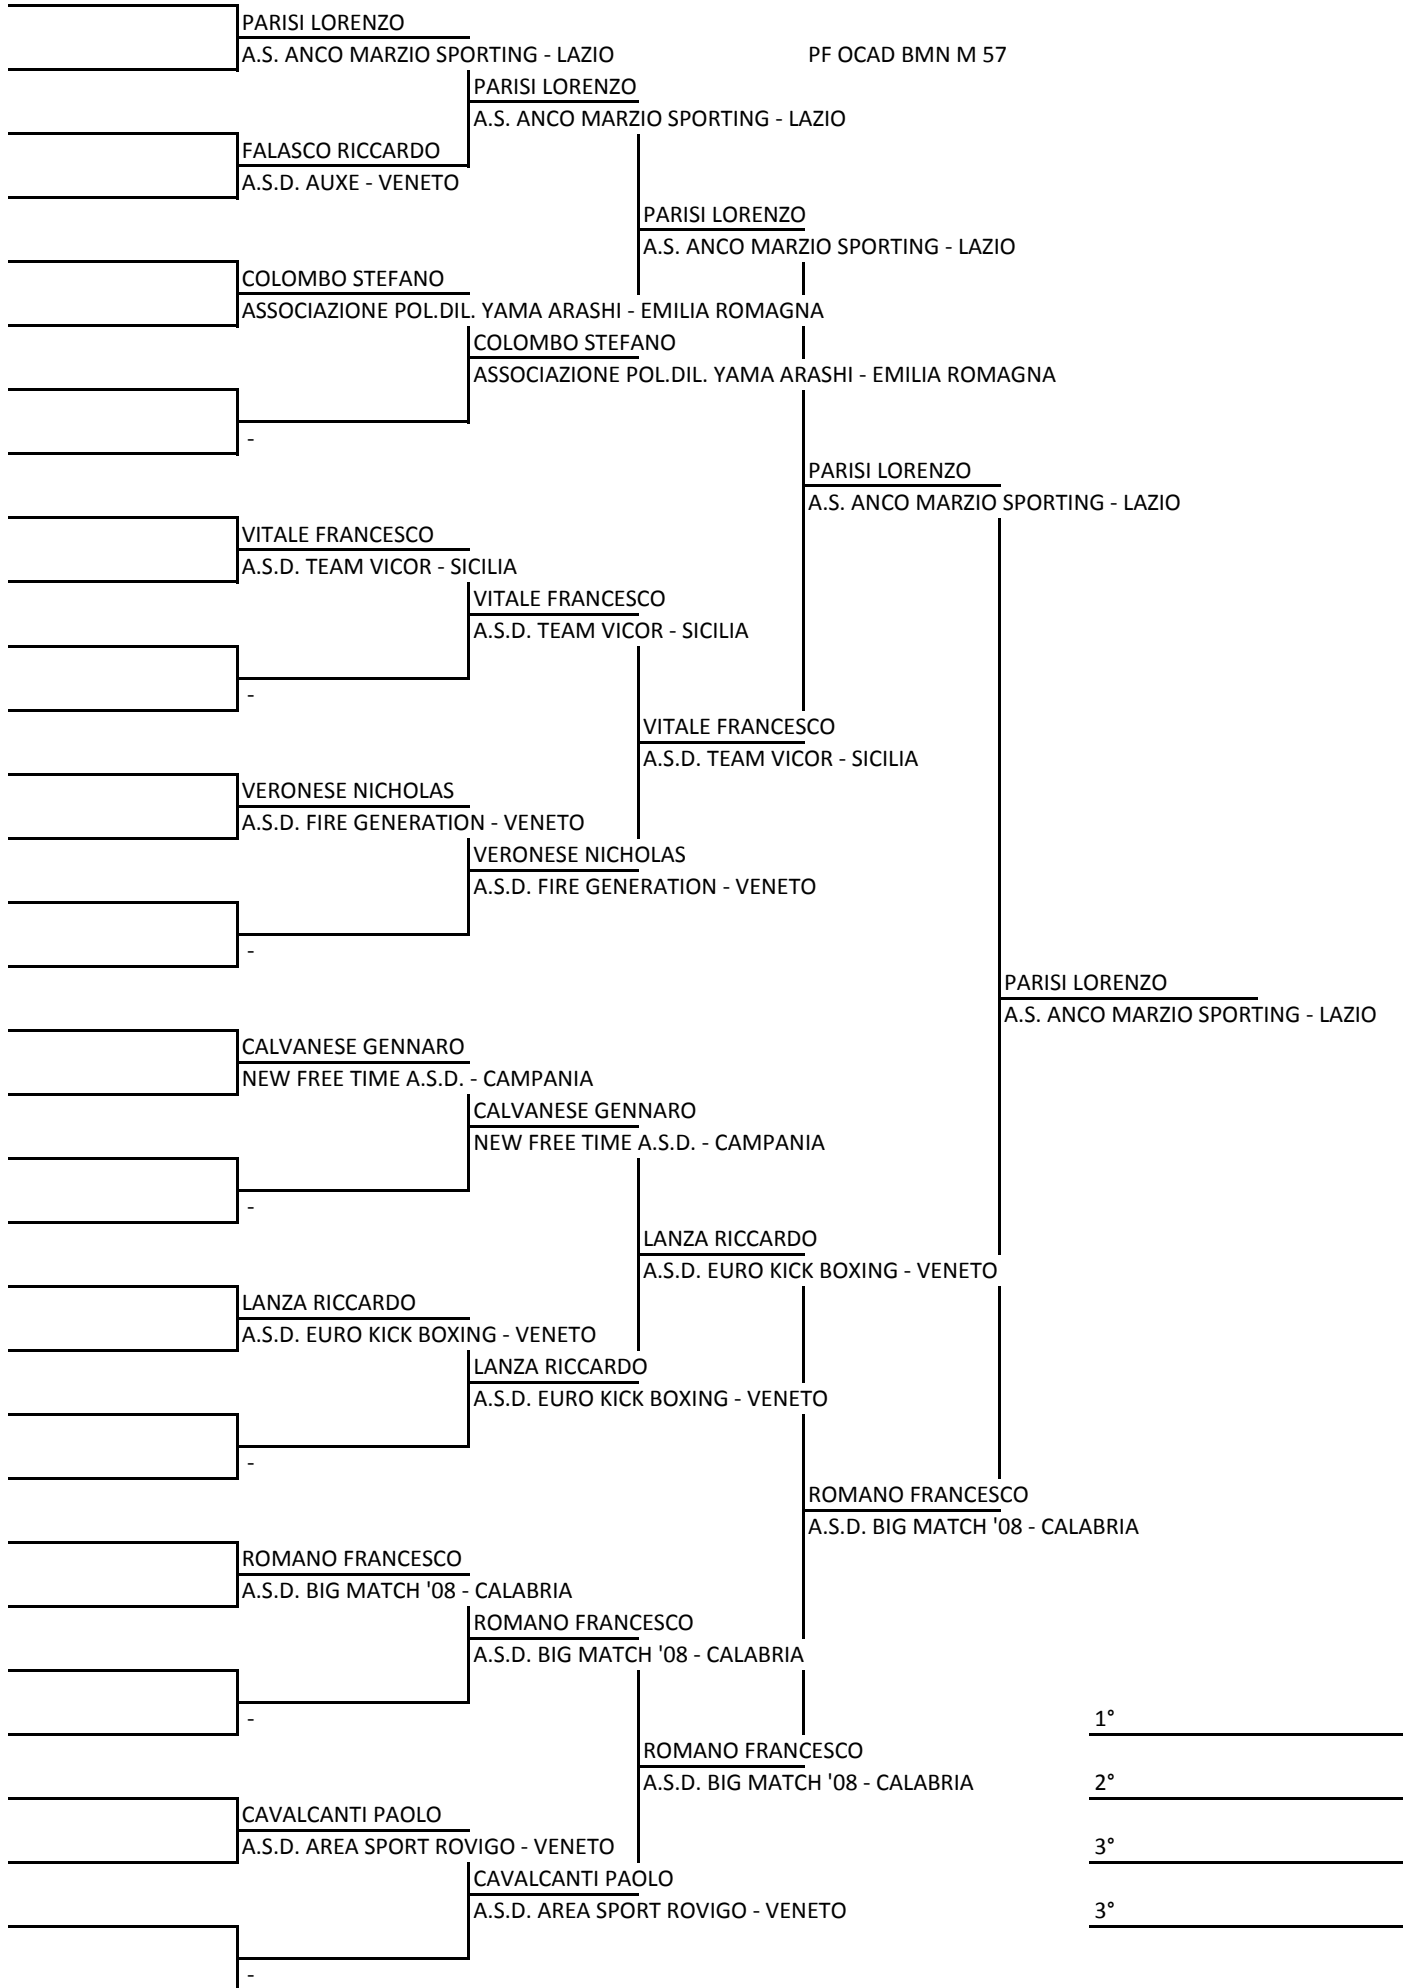 PARISI LORENZO
A.S. ANCO MARZIO SPORTING - LAZIO
PF OCAD BMN M 57
PARISI LORENZO
A.S. ANCO MARZIO SPORTING - LAZIO
FALASCO RICCARDO
A.S.D. AUXE - VENETO
PARISI LORENZO
A.S. ANCO MARZIO SPORTING - LAZIO
COLOMBO STEFANO
ASSOCIAZIONE POL.DIL. YAMA ARASHI - EMILIA ROMAGNA
COLOMBO STEFANO
ASSOCIAZIONE POL.DIL. YAMA ARASHI - EMILIA ROMAGNA
-
PARISI LORENZO
A.S. ANCO MARZIO SPORTING - LAZIO
VITALE FRANCESCO
A.S.D. TEAM VICOR - SICILIA
VITALE FRANCESCO
A.S.D. TEAM VICOR - SICILIA
-
VITALE FRANCESCO
A.S.D. TEAM VICOR - SICILIA
VERONESE NICHOLAS
A.S.D. FIRE GENERATION - VENETO
VERONESE NICHOLAS
A.S.D. FIRE GENERATION - VENETO
-
PARISI LORENZO
A.S. ANCO MARZIO SPORTING - LAZIO
CALVANESE GENNARO
NEW FREE TIME A.S.D. - CAMPANIA
CALVANESE GENNARO
NEW FREE TIME A.S.D. - CAMPANIA
-
LANZA RICCARDO
A.S.D. EURO KICK BOXING - VENETO
LANZA RICCARDO
A.S.D. EURO KICK BOXING - VENETO
LANZA RICCARDO
A.S.D. EURO KICK BOXING - VENETO
-
ROMANO FRANCESCO
A.S.D. BIG MATCH '08 - CALABRIA
ROMANO FRANCESCO
A.S.D. BIG MATCH '08 - CALABRIA
ROMANO FRANCESCO
A.S.D. BIG MATCH '08 - CALABRIA
-
1°
ROMANO FRANCESCO
A.S.D. BIG MATCH '08 - CALABRIA
2°
CAVALCANTI PAOLO
A.S.D. AREA SPORT ROVIGO - VENETO
3°
CAVALCANTI PAOLO
A.S.D. AREA SPORT ROVIGO - VENETO
3°
-